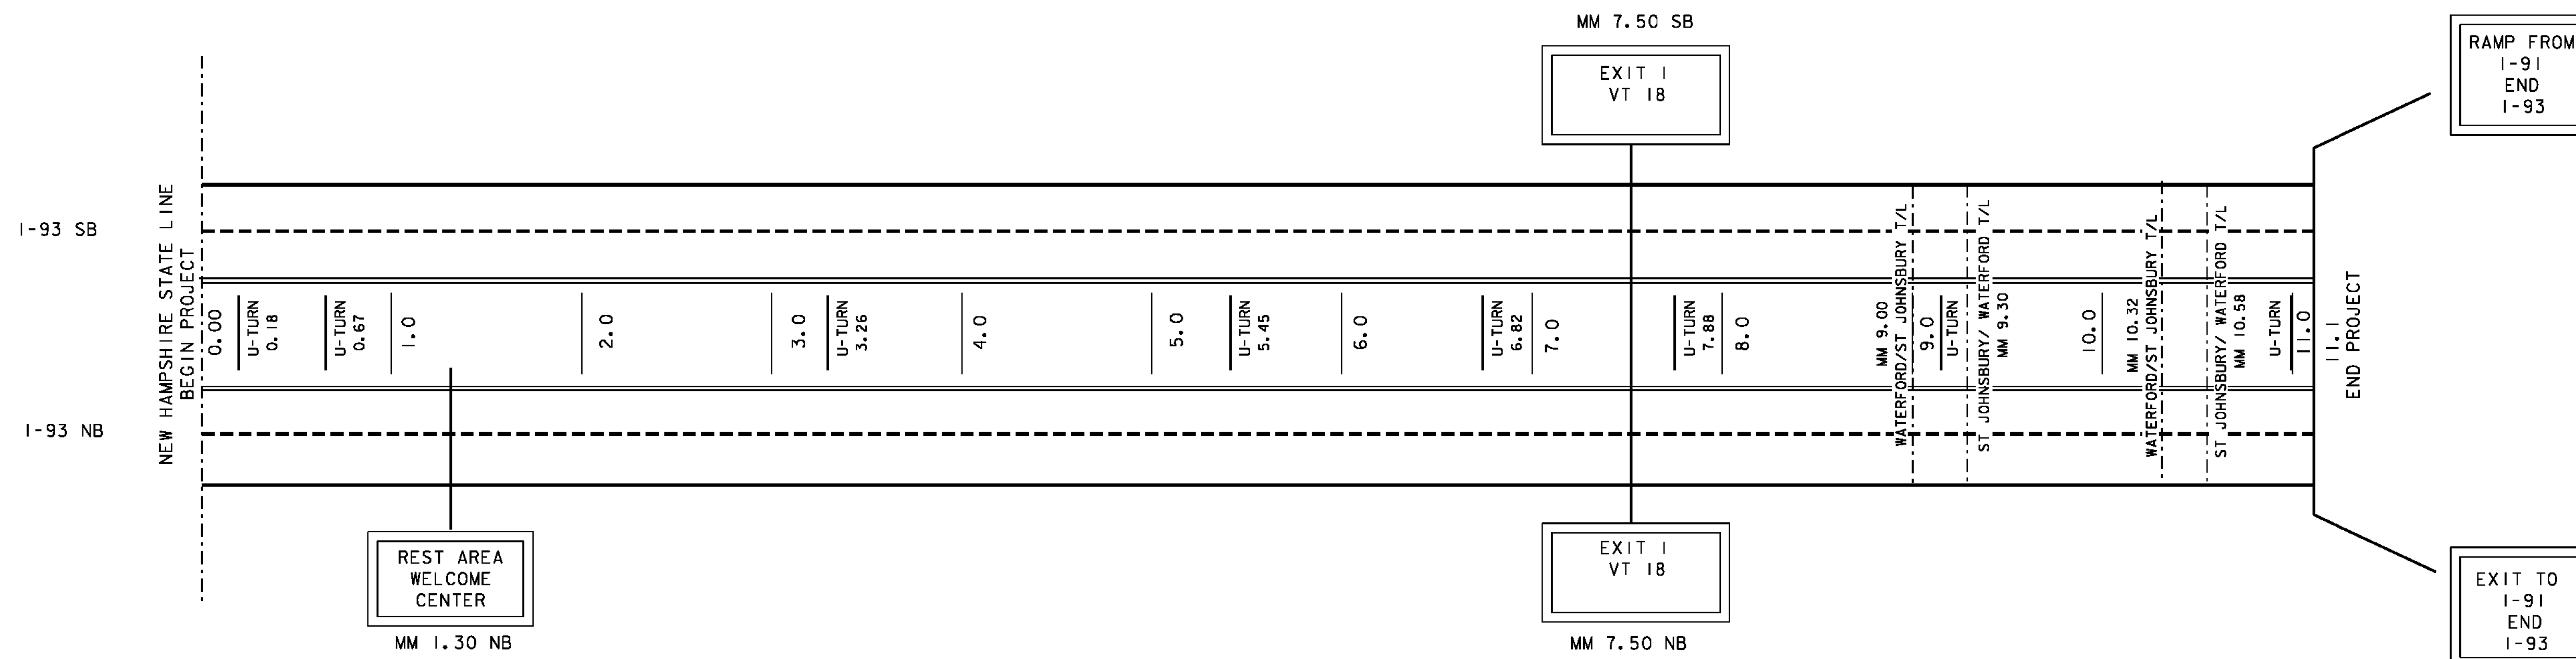 MM 7.50 SB
EXIT 1
VT 18
RAMP FROM
I-91
END
I-93
I-93 SB
I-93 NB
NEW HAMPSHIRE STATE LINE
BEGIN PROJECT
0.00
U-TURN
0.18
U-TURN
0.67
1.0
2.0
3.0
U-TURN
3.26
4.0
5.0
U-TURN
5.45
6.0
U-TURN
6.82
7.0
U-TURN
7.88
8.0
MM 9.00
WATERFORD/ST JOHNSBURY T/L
9.0
U-TURN
ST JOHNSBURY/ WATERFORD T/L
MM 9.30
10.0
MM 10.32
WATERFORD/ST JOHNSBURY T/L
ST JOHNSBURY/ WATERFORD T/L
MM 10.58
U-TURN
11.0
11.1
END PROJECT
REST AREA
WELCOME
CENTER
MM 1.30 NB
EXIT 1
VT 18
MM 7.50 NB
EXIT TO
I-91
END
I-93